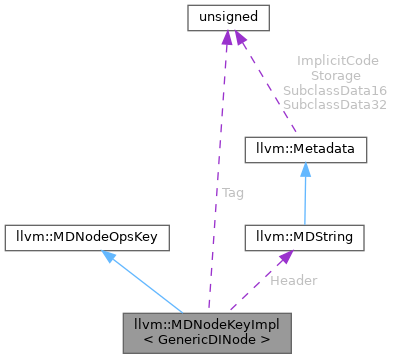 unsigned
ImplicitCode
Storage
SubclassData16
SubclassData32
llvm::Metadata
Tag
llvm::MDNodeOpsKey
llvm::MDString
Header
llvm::MDNodeKeyImpl
< GenericDINode >